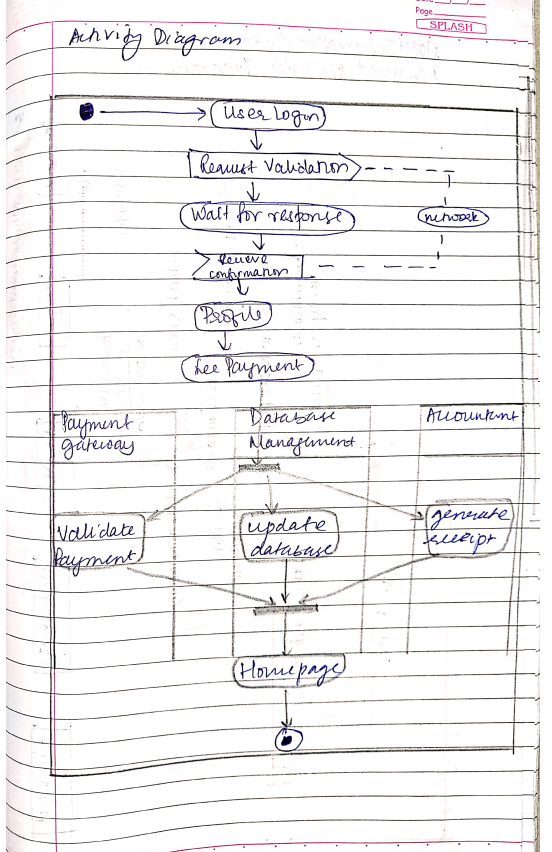 Page
SPLASH
Activity Diagram
User Login
Request Validation
Wait for response
network
Recieve
confirmation
Profile
Fee Payment
Payment
gateway
Database
Management
Accountant
Validate
Payment
update
database
generate
receipt
Homepage